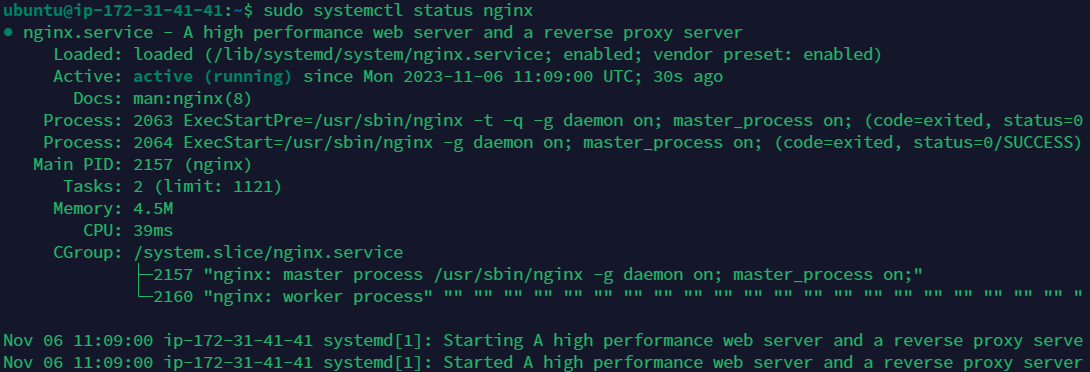 ubuntu@ip-172-31-41-41:~$ sudo systemctl status nginx
● nginx.service - A high performance web server and a reverse proxy server
     Loaded: loaded (/lib/systemd/system/nginx.service; enabled; vendor preset: enabled)
     Active: active (running) since Mon 2023-11-06 11:09:00 UTC; 30s ago
       Docs: man:nginx(8)
    Process: 2063 ExecStartPre=/usr/sbin/nginx -t -q -g daemon on; master_process on; (code=exited, status=0
    Process: 2064 ExecStart=/usr/sbin/nginx -g daemon on; master_process on; (code=exited, status=0/SUCCESS)
   Main PID: 2157 (nginx)
      Tasks: 2 (limit: 1121)
     Memory: 4.5M
        CPU: 39ms
     CGroup: /system.slice/nginx.service
             ├─2157 "nginx: master process /usr/sbin/nginx -g daemon on; master_process on;"
             └─2160 "nginx: worker process" "" "" "" "" "" "" "" "" "" "" "" "" "" "" "" "" "" "" "" "" "" "

Nov 06 11:09:00 ip-172-31-41-41 systemd[1]: Starting A high performance web server and a reverse proxy serve
Nov 06 11:09:00 ip-172-31-41-41 systemd[1]: Started A high performance web server and a reverse proxy server